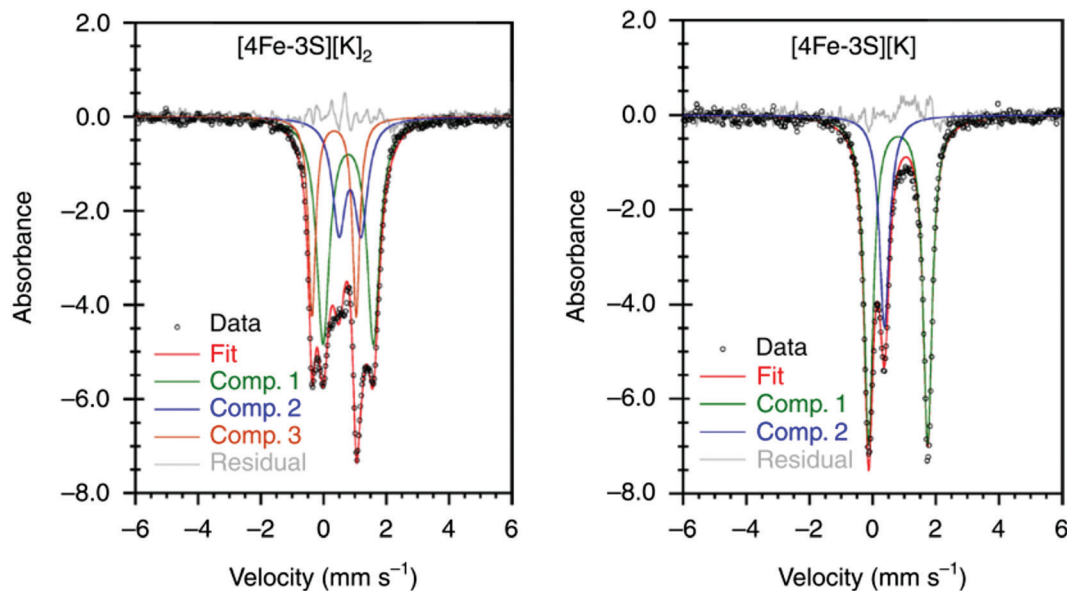 [4Fe-3S][K]2
2.0
0.0
−2.0
−4.0
−6.0
−8.0
Absorbance
Data
Fit
Comp. 1
Comp. 2
Comp. 3
Residual
−6 −4 −2 0 2 4 6
Velocity (mm s−1)
[4Fe-3S][K]
2.0
0.0
−2.0
−4.0
−6.0
−8.0
Absorbance
Data
Fit
Comp. 1
Comp. 2
Residual
−6 −4 −2 0 2 4 6
Velocity (mm s−1)